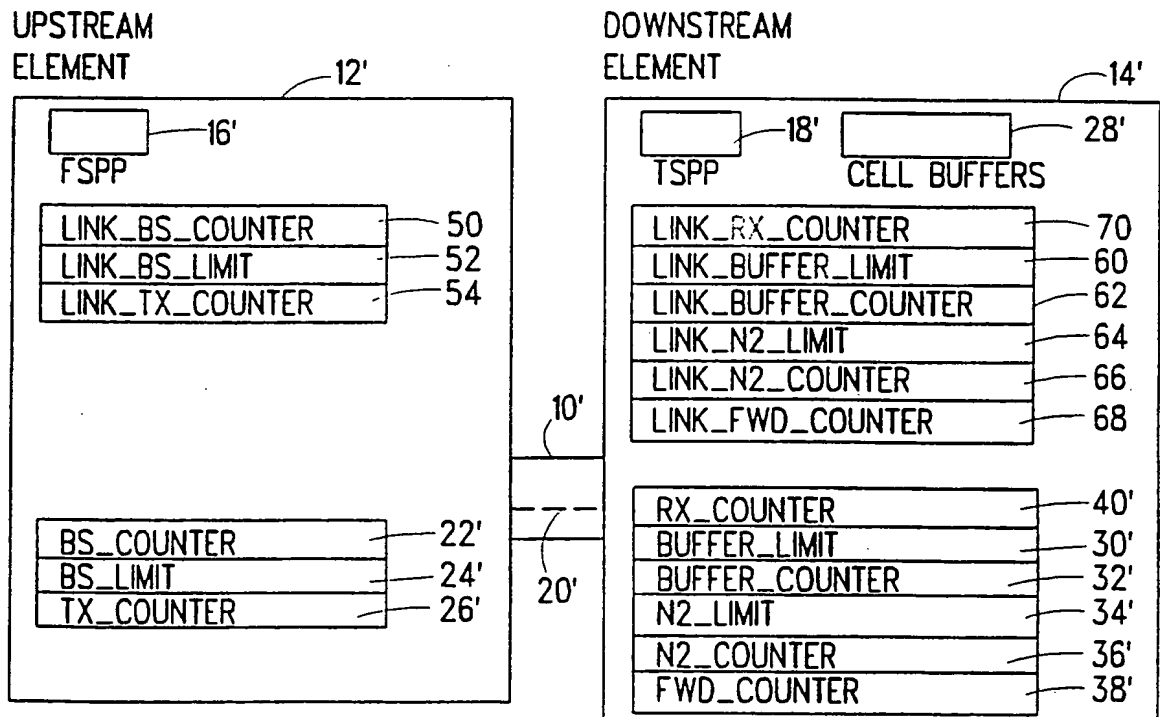 UPSTREAM
ELEMENT
12'
16'
FSPP
LINK_BS_COUNTER 50
LINK_BS_LIMIT 52
LINK_TX_COUNTER 54
BS_COUNTER 22'
BS_LIMIT 24'
TX_COUNTER 26'
10'
20'
DOWNSTREAM
ELEMENT
14'
18'
28'
TSPP
CELL BUFFERS
LINK_RX_COUNTER 70
LINK_BUFFER_LIMIT 60
LINK_BUFFER_COUNTER 62
LINK_N2_LIMIT 64
LINK_N2_COUNTER 66
LINK_FWD_COUNTER 68
RX_COUNTER 40'
BUFFER_LIMIT 30'
BUFFER_COUNTER 32'
N2_LIMIT 34'
N2_COUNTER 36'
FWD_COUNTER 38'